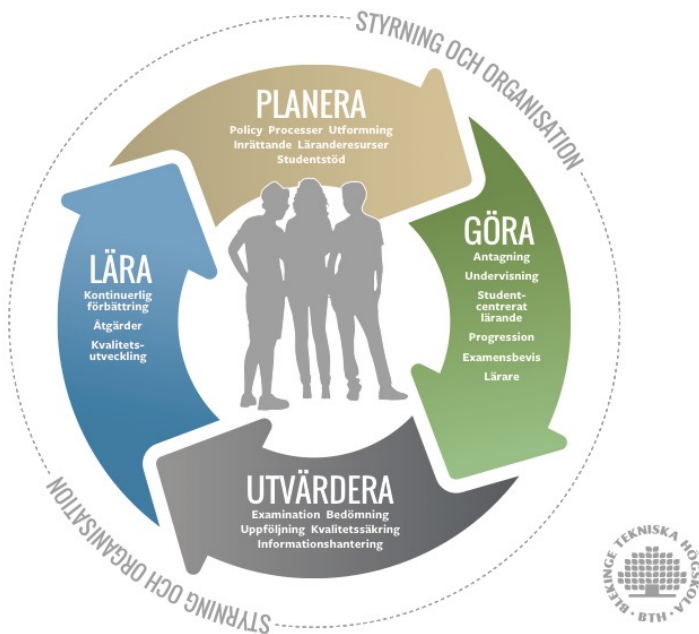 STYRNING OCH ORGANISATION
PLANERA
Policy Processer Utformning
Inrättande Läranderesurser
Studentstöd
GÖRA
Antagning
Undervisning
Student-
centrerat
lärande
Progression
Examensbevis
Lärare
LÄRA
Kontinuerlig
förbättring
Åtgärder
Kvalitets-
utveckling
UTVÄRDERA
Examination Bedömning
Uppföljning Kvalitetssäkring
Informationshantering
STYRNING OCH ORGANISATION
BLEKINGE TEKNISKA HÖGSKOLA
· BTH ·